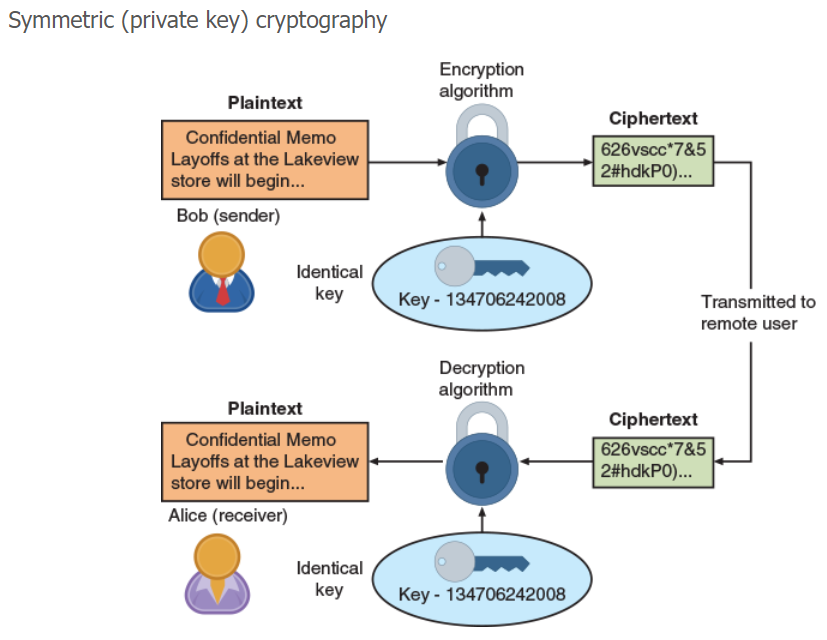 Symmetric (private key) cryptography
Encryption
algorithm
Plaintext
Confidential Memo
Layoffs at the Lakeview
store will begin...
Ciphertext
626vscc*7&5
2#hdkP0)...
Bob (sender)
Identical
key
Key - 134706242008
Transmitted to
remote user
Decryption
algorithm
Plaintext
Confidential Memo
Layoffs at the Lakeview
store will begin...
Ciphertext
626vscc*7&5
2#hdkP0)...
Alice (receiver)
Identical
key
Key - 134706242008